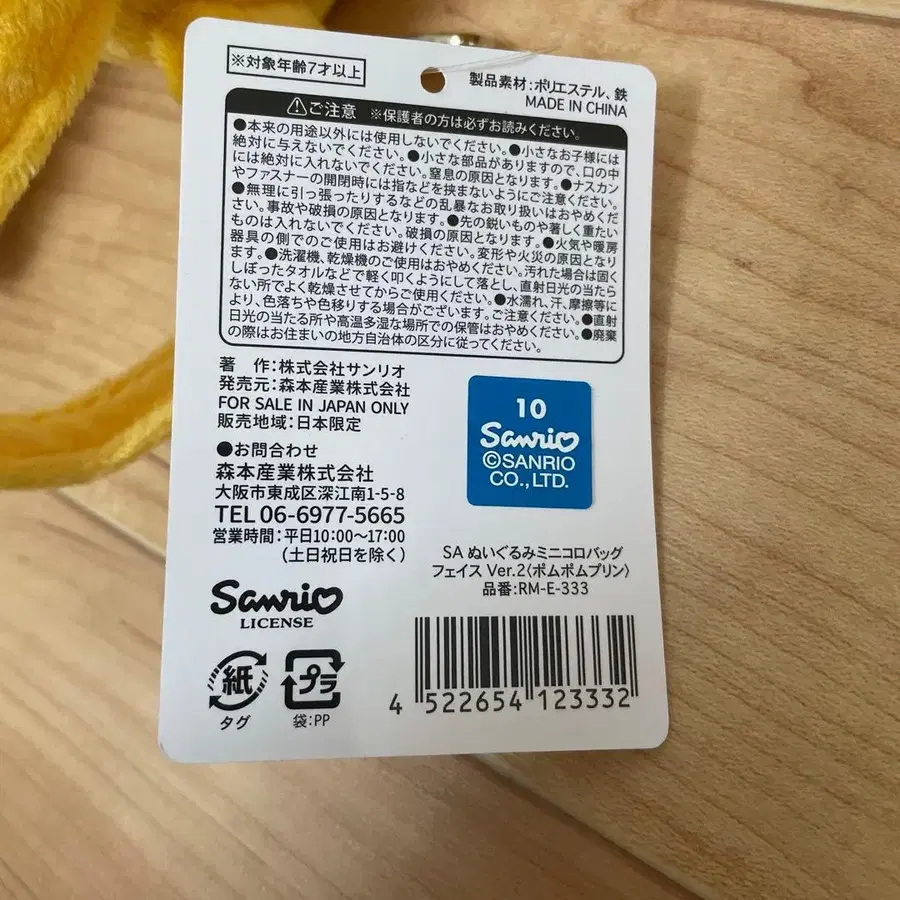 ※対象年齢7才以上
製品素材:ポリエステル、鉄
MADE IN CHINA
⚠ご注意 ※保護者の方は必ずお読みください。
●本来の用途以外には使用しないでください。●小さなお子様には
絶対に与えないでください。●小さな部品がありますので、口の中
には絶対に入れないでください。窒息の原因となります。●ナスカン
やファスナーの開閉時には指などを挟まないようにご注意ください。
●無理に引っ張ったりするなどの乱暴なお取り扱いはおやめくだ
さい。事故や破損の原因となります。●先の鋭いものや著しく重たい
ものは入れないでください。破損の原因となります。●火気や暖房
器具の側でのご使用はお避けください。変形や火災の原因となり
ます。●洗濯機、乾燥機のご使用はおやめください。汚れた場合は固く
しぼったタオルなどで軽く叩くようにして落とし、直射日光の当たら
ない所でよく乾燥させてからご使用ください。●水濡れ、汗、摩擦等に
より、色落ちや色移りする場合がございます。ご注意ください。●直射
日光の当たる所や高温多湿な場所での保管はおやめください。●廃棄
の際はお住まいの地方自治体の区分に従ってください。
著 作:株式会社サンリオ
発売元:森本産業株式会社
FOR SALE IN JAPAN ONLY
販売地域:日本限定
●お問合わせ
森本産業株式会社
大阪市東成区深江南1-5-8
TEL 06-6977-5665
営業時間:平日10:00〜17:00
(土日祝日を除く)
10
Sanrio
©SANRIO
CO.,LTD.
SA ぬいぐるみミニコロバッグ
フェイス Ver.2〈ポムポムプリン〉
品番:RM-E-333
Sanrio
LICENSE
紙
タグ
プラ
袋:PP
4 522654 123332